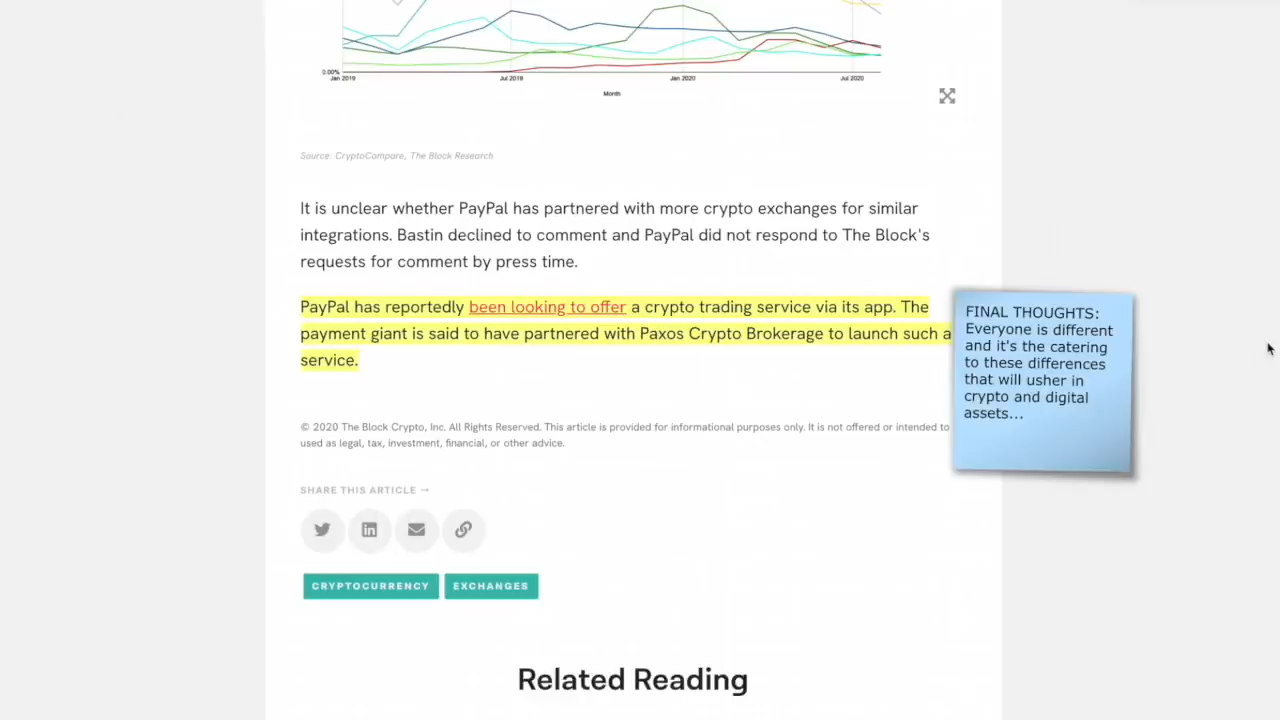 0.00%
Jan 2019
Jul 2019
Jan 2020
Jul 2020
Month
Source: CryptoCompare, The Block Research
It is unclear whether PayPal has partnered with more crypto exchanges for similar
integrations. Bastin declined to comment and PayPal did not respond to The Block's
requests for comment by press time.
PayPal has reportedly been looking to offer a crypto trading service via its app. The
payment giant is said to have partnered with Paxos Crypto Brokerage to launch such a
service.
FINAL THOUGHTS:
Everyone is different
and it's the catering
to these differences
that will usher in
crypto and digital
assets...
© 2020 The Block Crypto, Inc. All Rights Reserved. This article is provided for informational purposes only. It is not offered or intended to
used as legal, tax, investment, financial, or other advice.
SHARE THIS ARTICLE →
CRYPTOCURRENCY
EXCHANGES
Related Reading